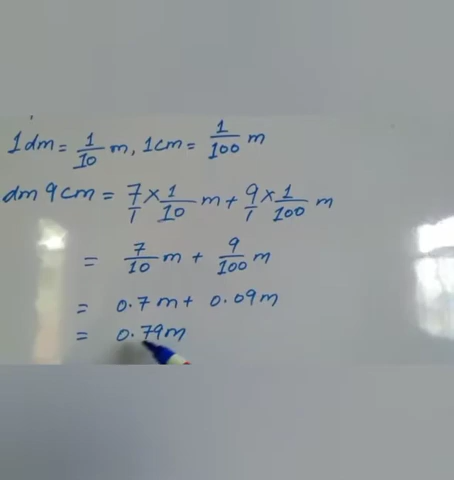 1dm = 1/10 m, 1cm = 1/100 m
dm 9cm = 7/1 × 1/10 m + 9/1 × 1/100 m
= 7/10 m + 9/100 m
= 0.7m + 0.09m
= 0.79m